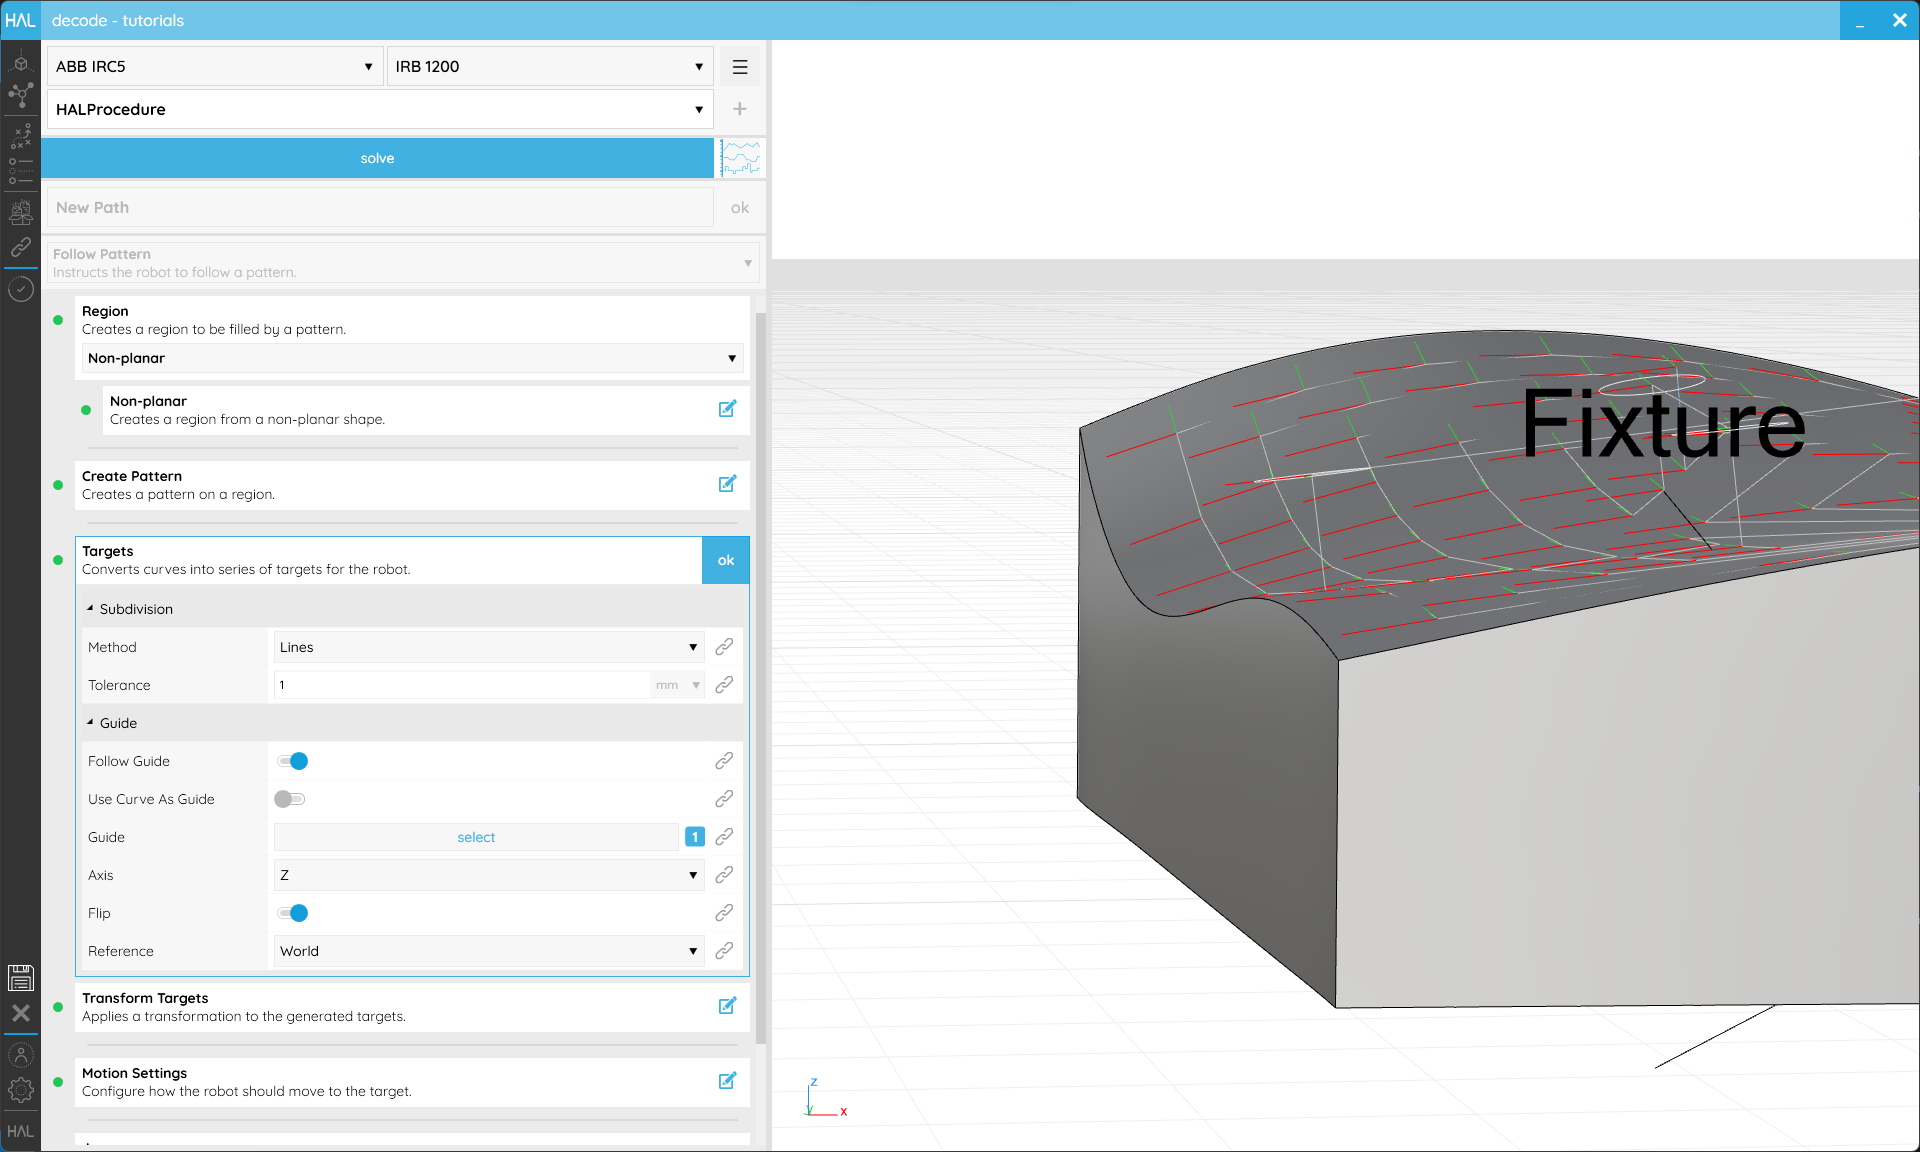 HAL decode - tutorials
ABB IRC5 IRB 1200
HALProcedure
solve
New Path ok
Follow Pattern
Instructs the robot to follow a pattern.
Region
Creates a region to be filled by a pattern.
Non-planar
Non-planar
Creates a region from a non-planar shape.
Create Pattern
Creates a pattern on a region.
Targets
Converts curves into series of targets for the robot.
ok
Subdivision
Method Lines
Tolerance 1 mm
Guide
Follow Guide
Use Curve As Guide
Guide select 1
Axis Z
Flip
Reference World
Transform Targets
Applies a transformation to the generated targets.
Motion Settings
Configure how the robot should move to the target.
HAL
Fixture
z
x